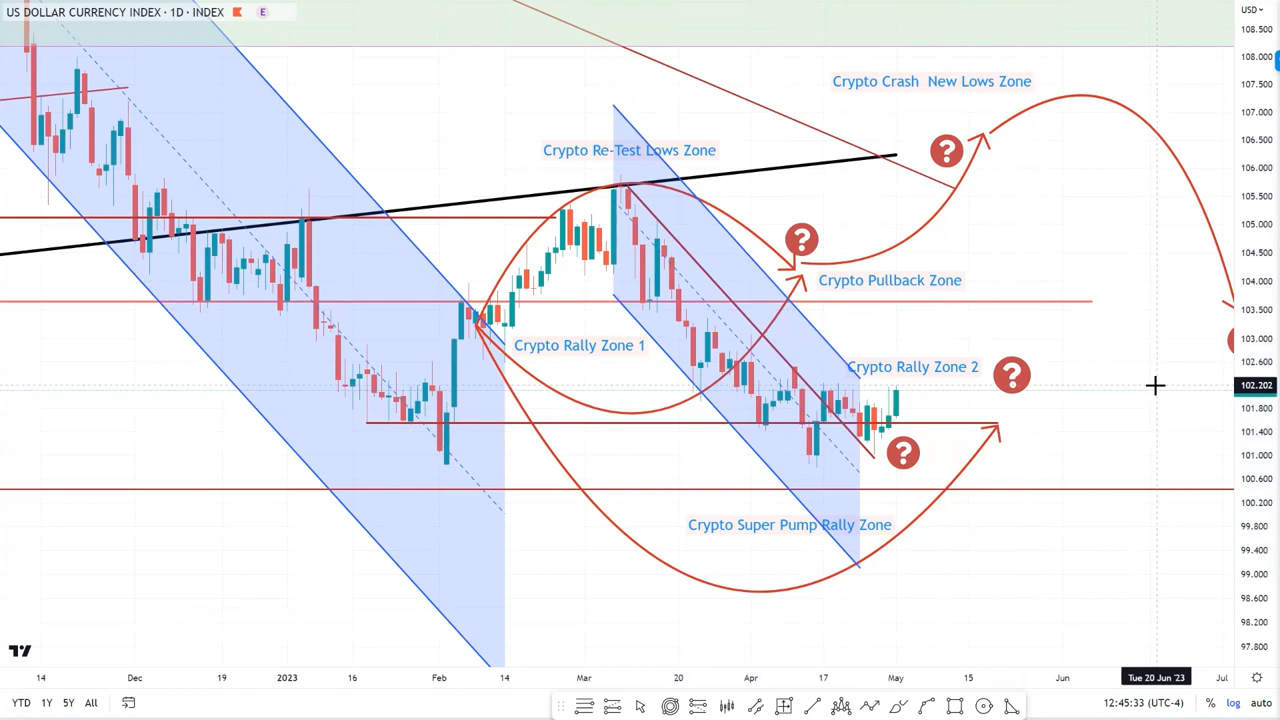 US DOLLAR CURRENCY INDEX · 1D · INDEX E
USD
108.500
108.000
107.500
107.000
106.500
106.000
105.500
105.000
104.500
104.000
103.500
103.000
102.600
102.202
101.800
101.400
101.000
100.600
100.200
99.800
99.400
99.000
98.600
98.200
97.800
Crypto Crash New Lows Zone
Crypto Re-Test Lows Zone
?
?
Crypto Pullback Zone
Crypto Rally Zone 1
Crypto Rally Zone 2
?
?
Crypto Super Pump Rally Zone
14 Dec 19 2023 16 Feb 14 Mar 20 Apr 17 May 15 Jun Tue 20 Jun '23 Jul
YTD 1Y 5Y All
12:45:33 (UTC-4) % log auto